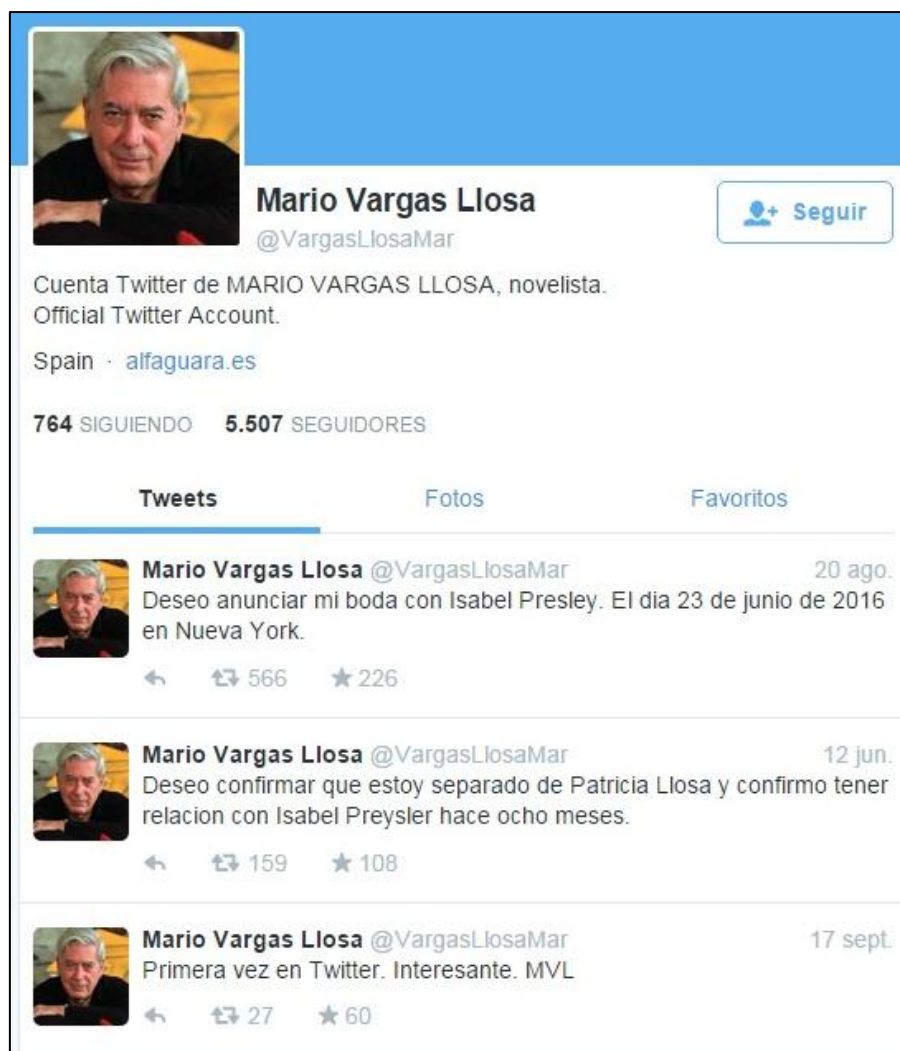 Mario Vargas Llosa
@VargasLlosaMar
Seguir
Cuenta Twitter de MARIO VARGAS LLOSA, novelista.
Official Twitter Account.
Spain · alfaguara.es
764 SIGUIENDO 5.507 SEGUIDORES
Tweets Fotos Favoritos
Mario Vargas Llosa @VargasLlosaMar 20 ago.
Deseo anunciar mi boda con Isabel Presley. El dia 23 de junio de 2016
en Nueva York.
566 226
Mario Vargas Llosa @VargasLlosaMar 12 jun.
Deseo confirmar que estoy separado de Patricia Llosa y confirmo tener
relacion con Isabel Preysler hace ocho meses.
159 108
Mario Vargas Llosa @VargasLlosaMar 17 sept.
Primera vez en Twitter. Interesante. MVL
27 60